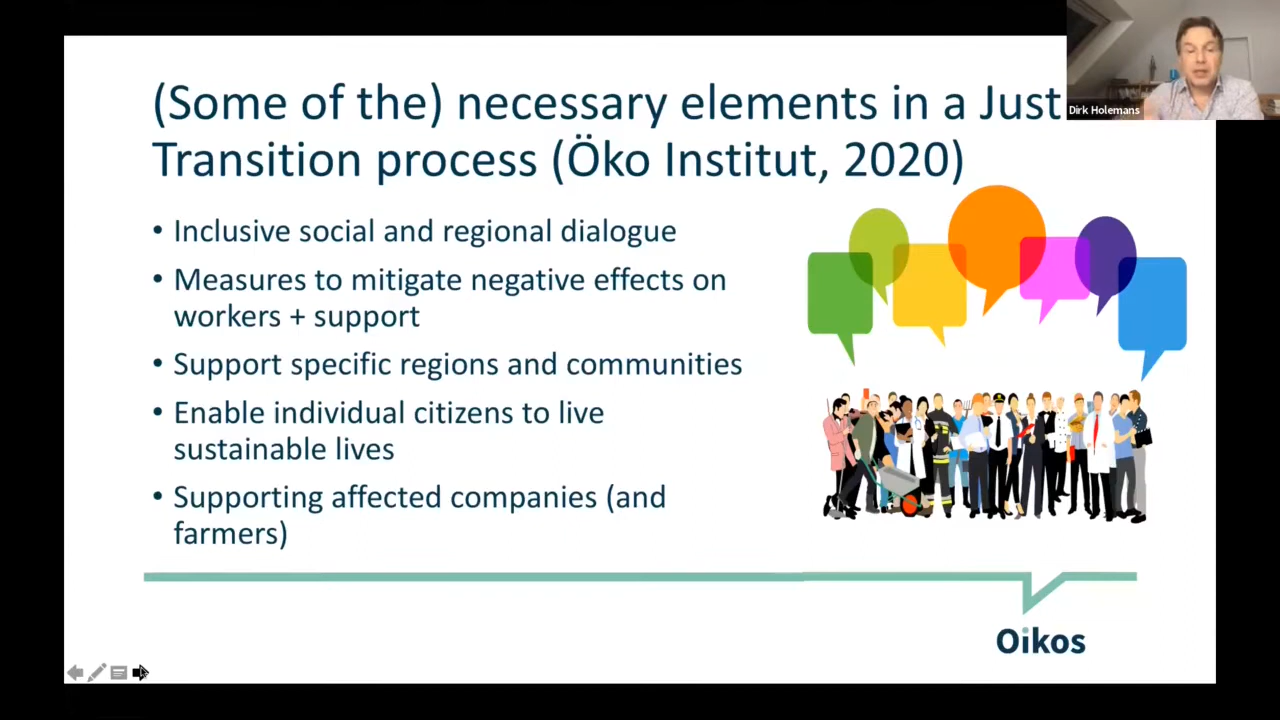 (Some of the) necessary elements in a Just
Transition process (Öko Institut, 2020)
Dirk Holemans
• Inclusive social and regional dialogue
• Measures to mitigate negative effects on
workers + support
• Support specific regions and communities
• Enable individual citizens to live
sustainable lives
• Supporting affected companies (and
farmers)
Oikos